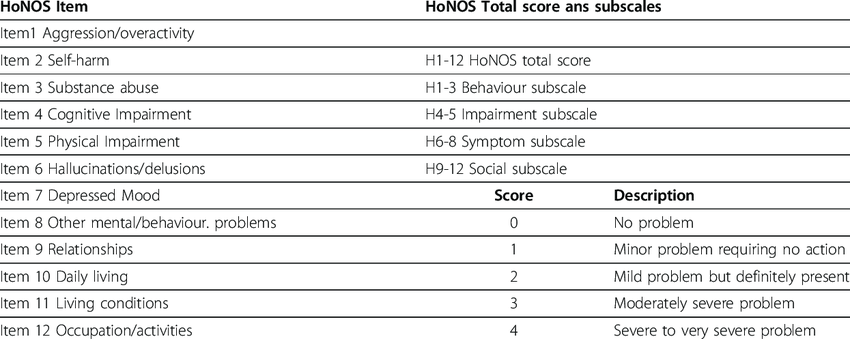 HoNOS Item HoNOS Total score ans subscales
Item1 Aggression/overactivity
Item 2 Self-harm H1-12 HoNOS total score
Item 3 Substance abuse H1-3 Behaviour subscale
Item 4 Cognitive Impairment H4-5 Impairment subscale
Item 5 Physical Impairment H6-8 Symptom subscale
Item 6 Hallucinations/delusions H9-12 Social subscale
Item 7 Depressed Mood Score Description
Item 8 Other mental/behaviour. problems 0 No problem
Item 9 Relationships 1 Minor problem requiring no action
Item 10 Daily living 2 Mild problem but definitely present
Item 11 Living conditions 3 Moderately severe problem
Item 12 Occupation/activities 4 Severe to very severe problem